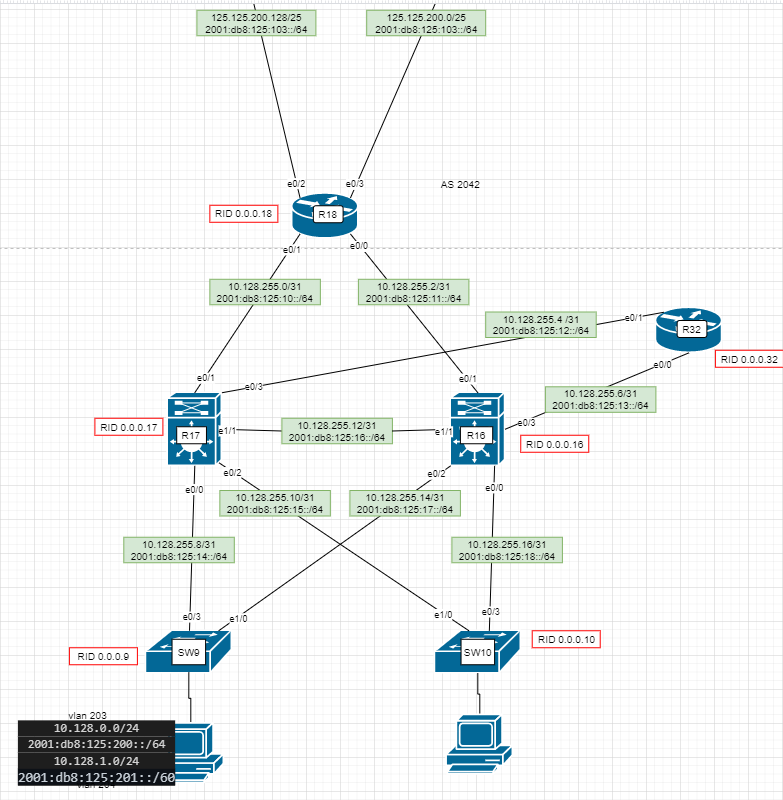 125.125.200.128/25
2001:db8:125:103::/64
125.125.200.0/25
2001:db8:125:103::/64
e0/2
e0/3
AS 2042
RID 0.0.0.18
R18
e0/1
e0/0
10.128.255.0/31
2001:db8:125:10::/64
10.128.255.2/31
2001:db8:125:11::/64
10.128.255.4 /31
2001:db8:125:12::/64
e0/1
R32
RID 0.0.0.32
e0/0
e0/1
e0/3
e0/1
10.128.255.6/31
2001:db8:125:13::/64
e0/3
RID 0.0.0.17
R17
e1/1
10.128.255.12/31
2001:db8:125:16::/64
e1/1
R16
RID 0.0.0.16
e0/2
e0/2
e0/0
e0/0
10.128.255.10/31
2001:db8:125:15::/64
10.128.255.14/31
2001:db8:125:17::/64
10.128.255.8/31
2001:db8:125:14::/64
10.128.255.16/31
2001:db8:125:18::/64
e0/3
e1/0
e1/0
e0/3
RID 0.0.0.9
SW9
SW10
RID 0.0.0.10
vlan 203
10.128.0.0/24
2001:db8:125:200::/64
10.128.1.0/24
2001:db8:125:201::/60